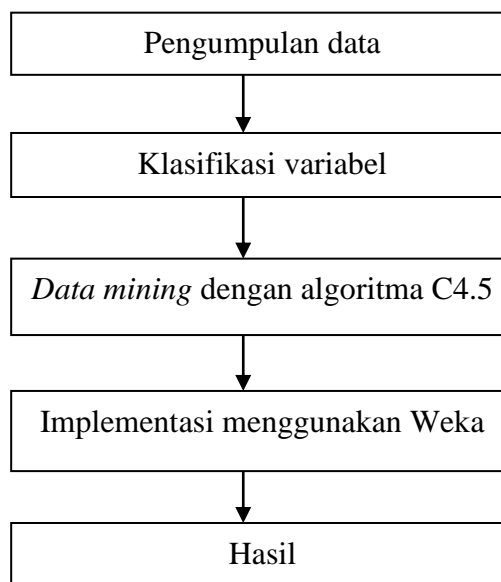 Pengumpulan data
Klasifikasi variabel
Data mining dengan algoritma C4.5
Implementasi menggunakan Weka
Hasil